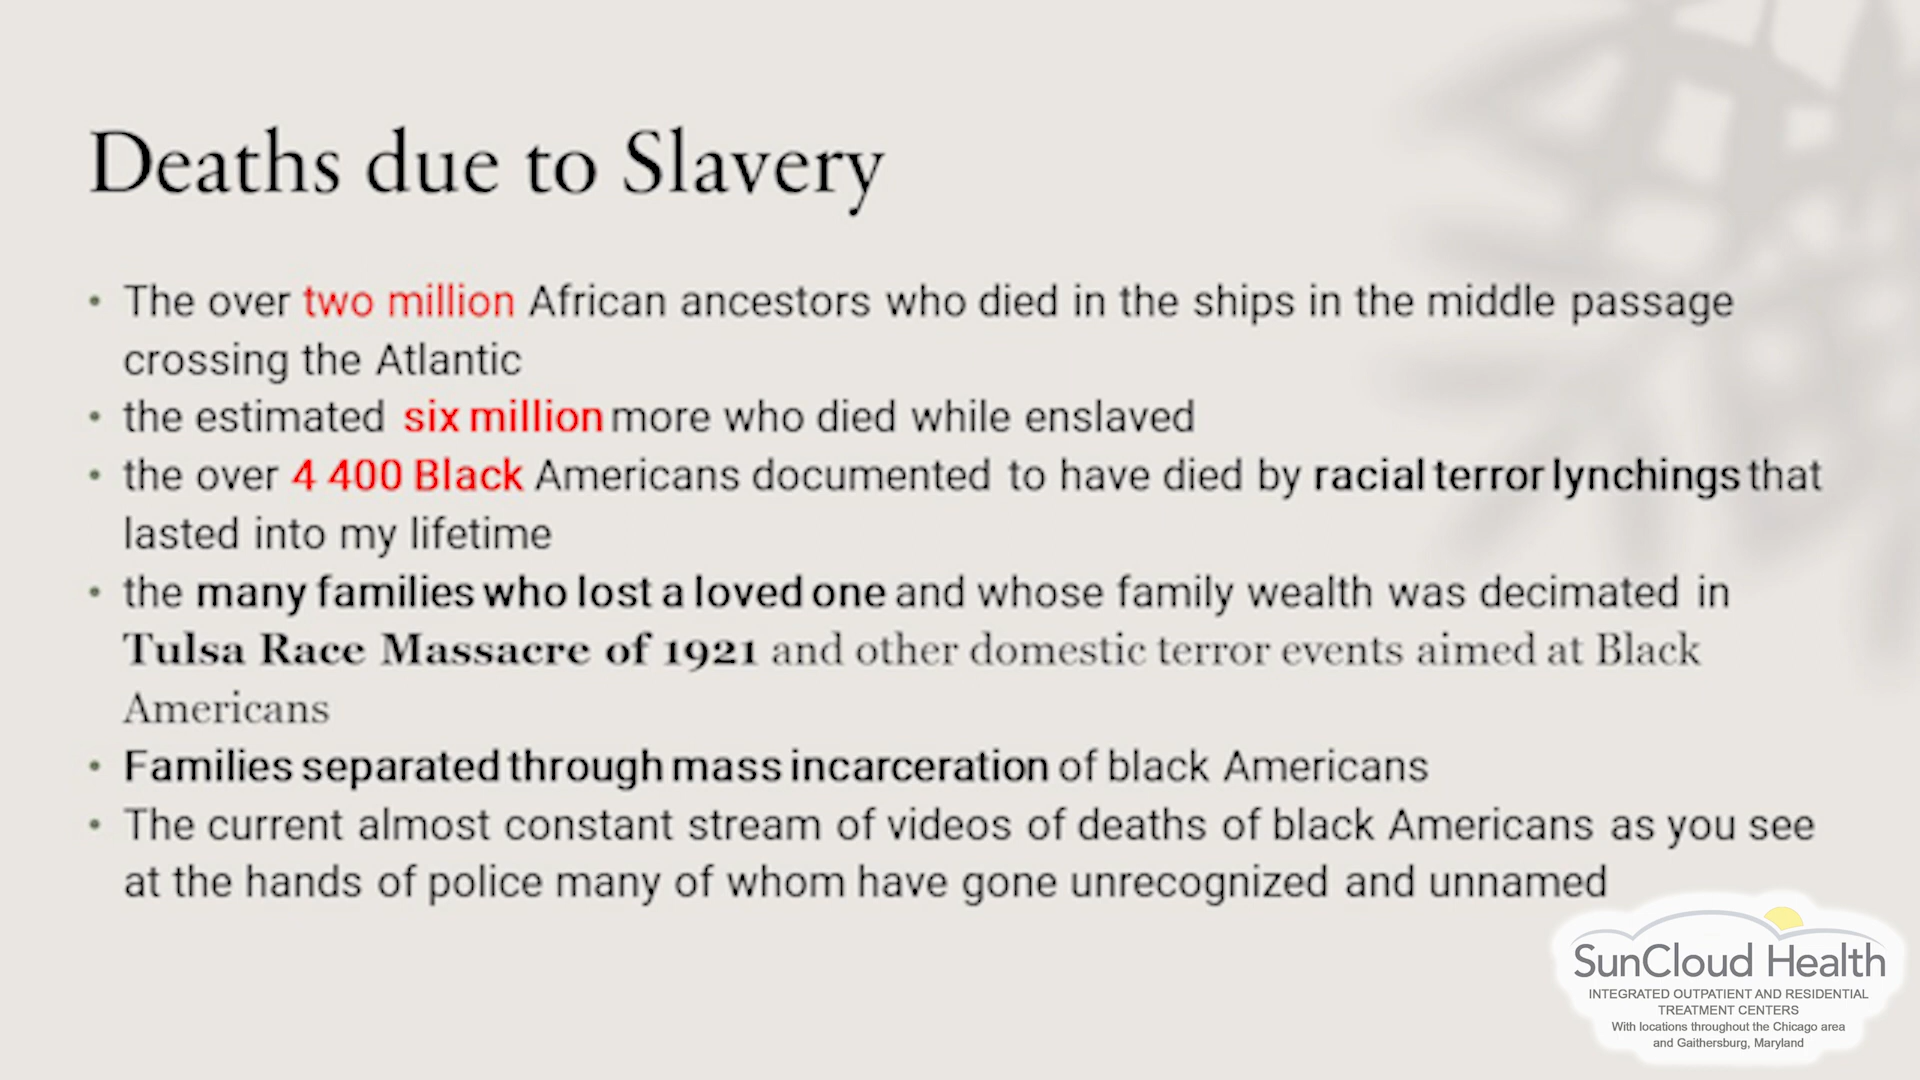 Deaths due to Slavery
• The over two million African ancestors who died in the ships in the middle passage
crossing the Atlantic
• the estimated six million more who died while enslaved
• the over 4 400 Black Americans documented to have died by racial terror lynchings that
lasted into my lifetime
• the many families who lost a loved one and whose family wealth was decimated in
Tulsa Race Massacre of 1921 and other domestic terror events aimed at Black
Americans
• Families separated through mass incarceration of black Americans
• The current almost constant stream of videos of deaths of black Americans as you see
at the hands of police many of whom have gone unrecognized and unnamed
SunCloud Health
INTEGRATED OUTPATIENT AND RESIDENTIAL
TREATMENT CENTERS
With locations throughout the Chicago area
and Gaithersburg, Maryland